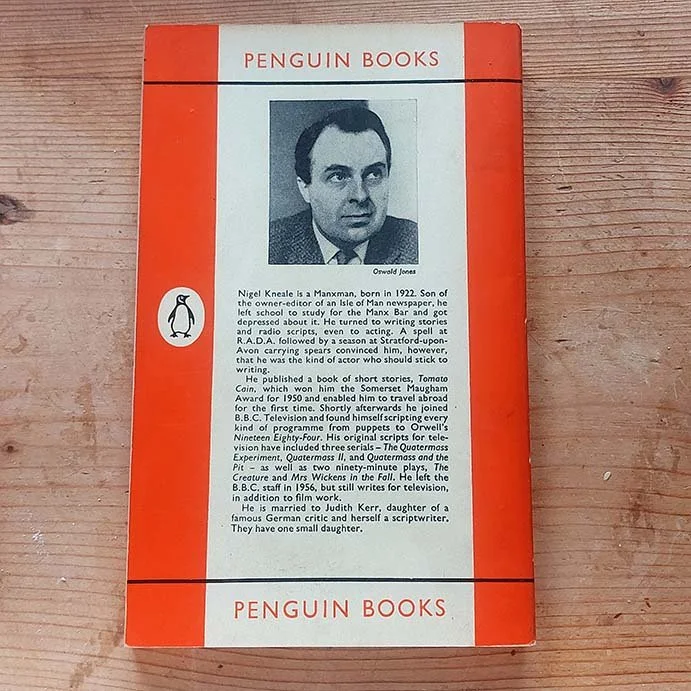 PENGUIN BOOKS
Oswald Jones
Nigel Kneale is a Manxman, born in 1922. Son of
the owner-editor of an Isle of Man newspaper, he
left school to study for the Manx Bar and got
depressed about it. He turned to writing stories
and radio scripts, even to acting. A spell at
R.A.D.A. followed by a season at Stratford-upon-
Avon carrying spears convinced him, however,
that he was the kind of actor who should stick to
writing.
He published a book of short stories, Tomato
Cain, which won him the Somerset Maugham
Award for 1950 and enabled him to travel abroad
for the first time. Shortly afterwards he joined
B.B.C. Television and found himself scripting every
kind of programme from puppets to Orwell's
Nineteen Eighty-Four. His original scripts for tele-
vision have included three serials – The Quatermass
Experiment, Quatermass II, and Quatermass and the
Pit – as well as two ninety-minute plays, The
Creature and Mrs Wickens in the Fall. He left the
B.B.C. staff in 1956, but still writes for television,
in addition to film work.
He is married to Judith Kerr, daughter of a
famous German critic and herself a scriptwriter.
They have one small daughter.
PENGUIN BOOKS